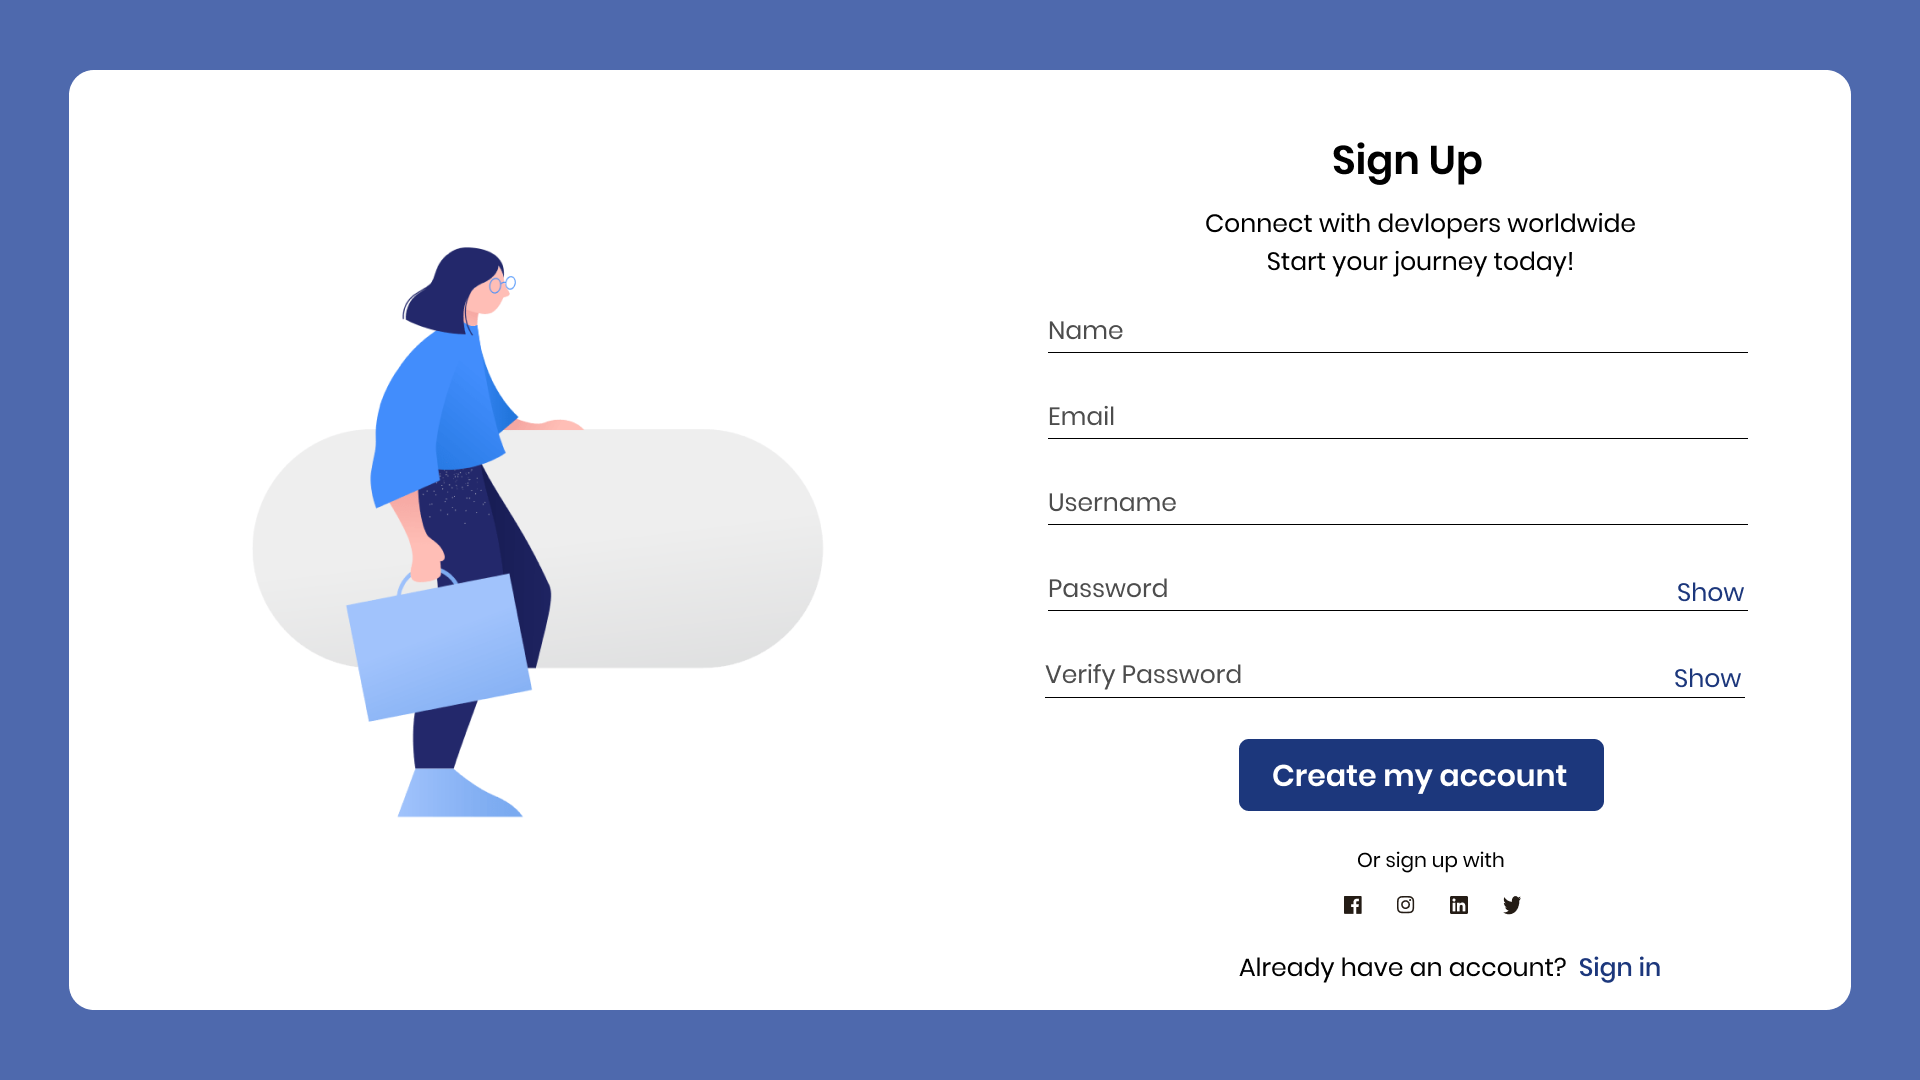 Sign Up
Connect with devlopers worldwide
Start your journey today!
Name
Email
Username
Password Show
Verify Password Show
Create my account
Or sign up with
Already have an account? Sign in